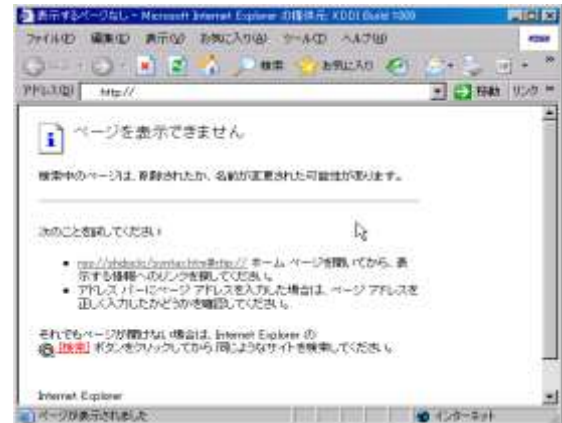 表示するページなし - Microsoft Internet Explorer の提供元: KDDI Build 1000
ファイル(F) 編集(E) 表示(V) お気に入り(A) ツール(T) ヘルプ(H)
検索 お気に入り
アドレス(D) http:// 移動 リンク
ページを表示できません
検索中のページは、削除されたか、名前が変更された可能性があります。
次のことを試してください:
ホーム ページを開いてから、表
示する情報へのリンクを探してください。
アドレス バーにページ アドレスを入力した場合は、ページ アドレスを
正しく入力したかどうかを確認してください。
それでもページが開けない場合は、Internet Explorer の
[検索] ボタンをクリックしてから同じようなサイトを検索してください。
Internet Explorer
ページが表示されました インターネット